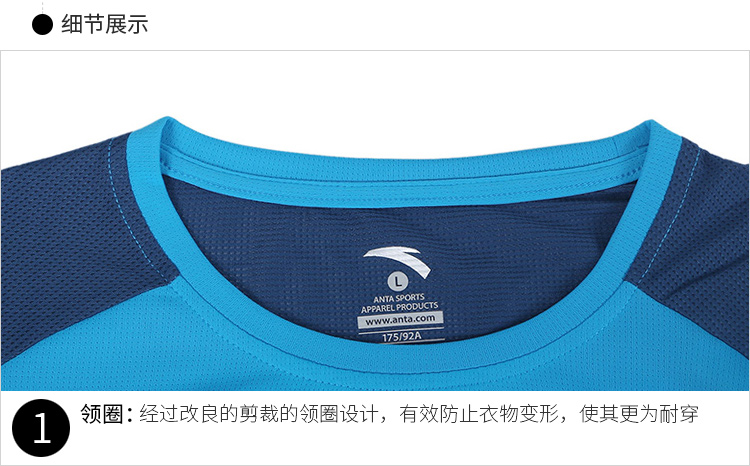 细节展示
L
ANTA SPORTS
APPAREL PRODUCTS
www.anta.com
175/92A
1 领圈：经过改良的剪裁的领圈设计，有效防止衣物变形，使其更为耐穿